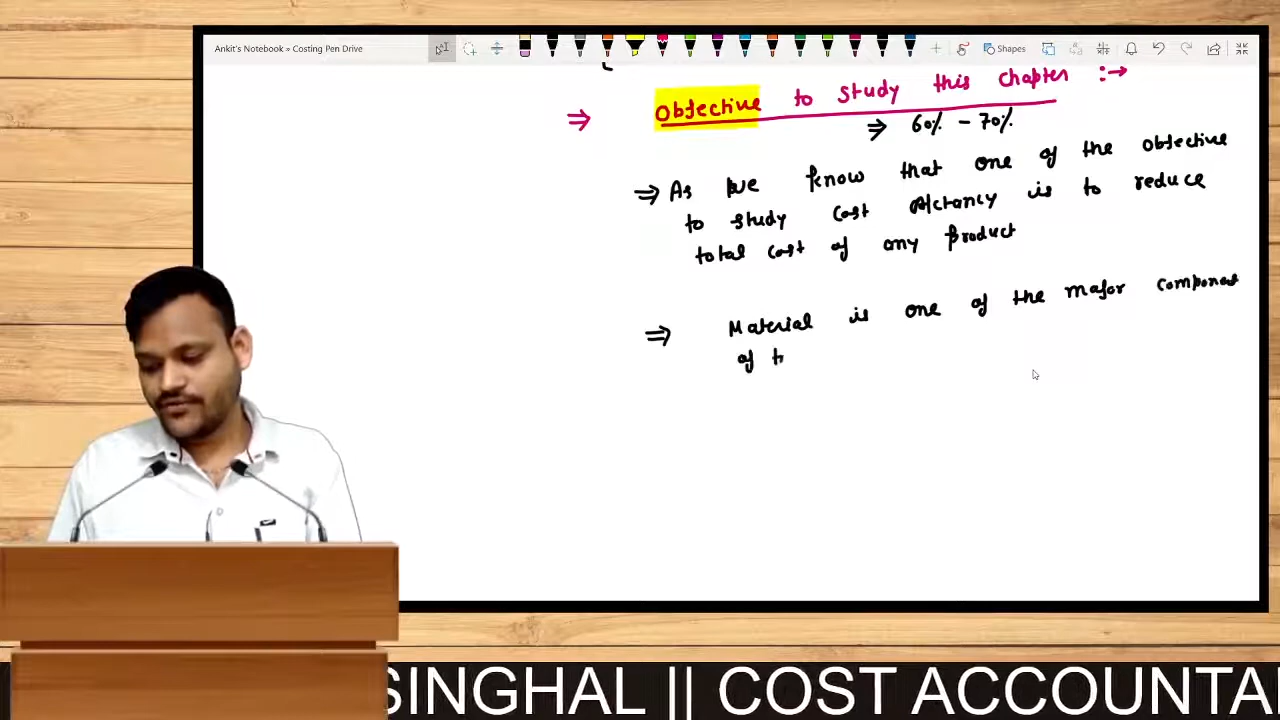 Ankit's Notebook » Costing Pen Drive
Shapes
⇒ Objective to study this chapter :→
⇒ 60% - 70%
⇒ As we know that one of the objective
to study cost A/ctancy is to reduce
total cost of any product
⇒ Material is one of the major component
of t
SINGHAL || COST ACCOUNTA